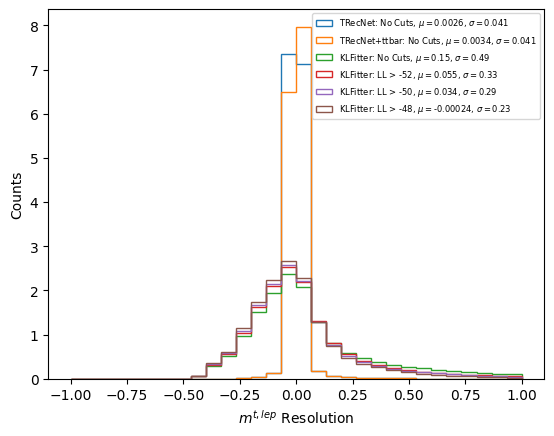 TRecNet: No Cuts, μ = 0.0026, σ = 0.041
TRecNet+ttbar: No Cuts, μ = 0.0034, σ = 0.041
KLFitter: No Cuts, μ = 0.15, σ = 0.49
KLFitter: LL > -52, μ = 0.055, σ = 0.33
KLFitter: LL > -50, μ = 0.034, σ = 0.29
KLFitter: LL > -48, μ = -0.00024, σ = 0.23
8
7
6
5
4
3
2
1
0
Counts
−1.00 −0.75 −0.50 −0.25 0.00 0.25 0.50 0.75 1.00
m^{t,lep} Resolution